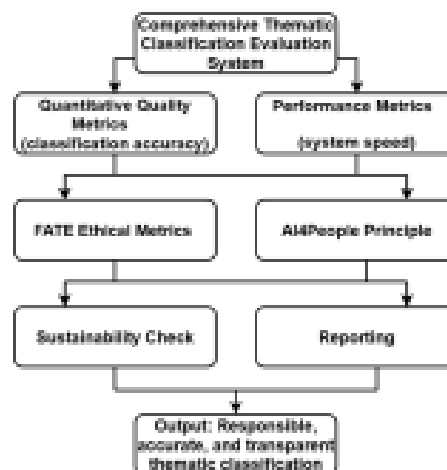 Comprehensive Thematic
Classification Evaluation
System
Quantitative Quality
Metrics
(classification accuracy)
Performance Metrics
(system speed)
FATE Ethical Metrics
AI4People Principle
Sustainability Check
Reporting
Output: Responsible,
accurate, and transparent
thematic classification